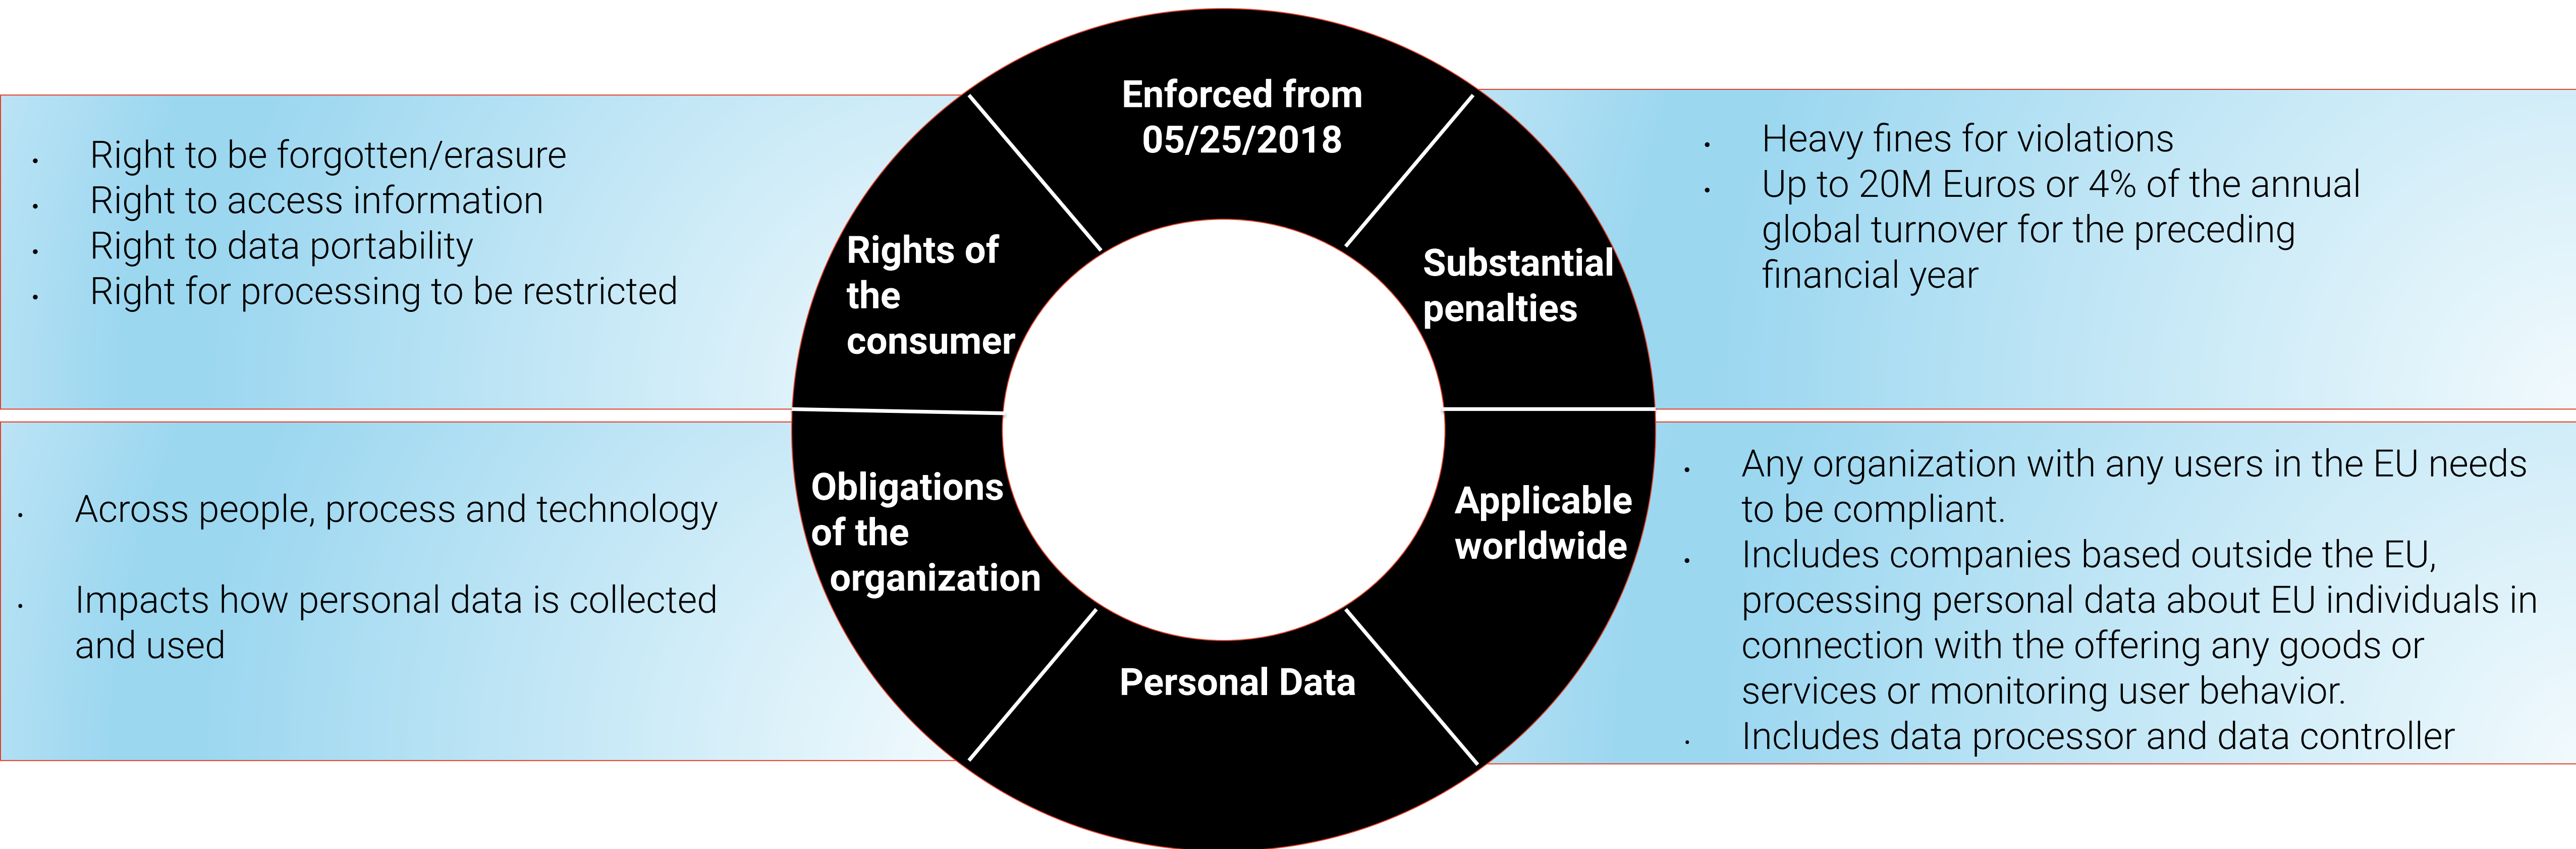 Enforced from
05/25/2018
• Right to be forgotten/erasure
• Right to access information
• Right to data portability
• Right for processing to be restricted
Rights of
the
consumer
Substantial
penalties
• Heavy fines for violations
• Up to 20M Euros or 4% of the annual
global turnover for the preceding
financial year
• Across people, process and technology
• Impacts how personal data is collected
and used
Obligations
of the
organization
Applicable
worldwide
• Any organization with any users in the EU needs
to be compliant.
• Includes companies based outside the EU,
processing personal data about EU individuals in
connection with the offering any goods or
services or monitoring user behavior.
• Includes data processor and data controller
Personal Data